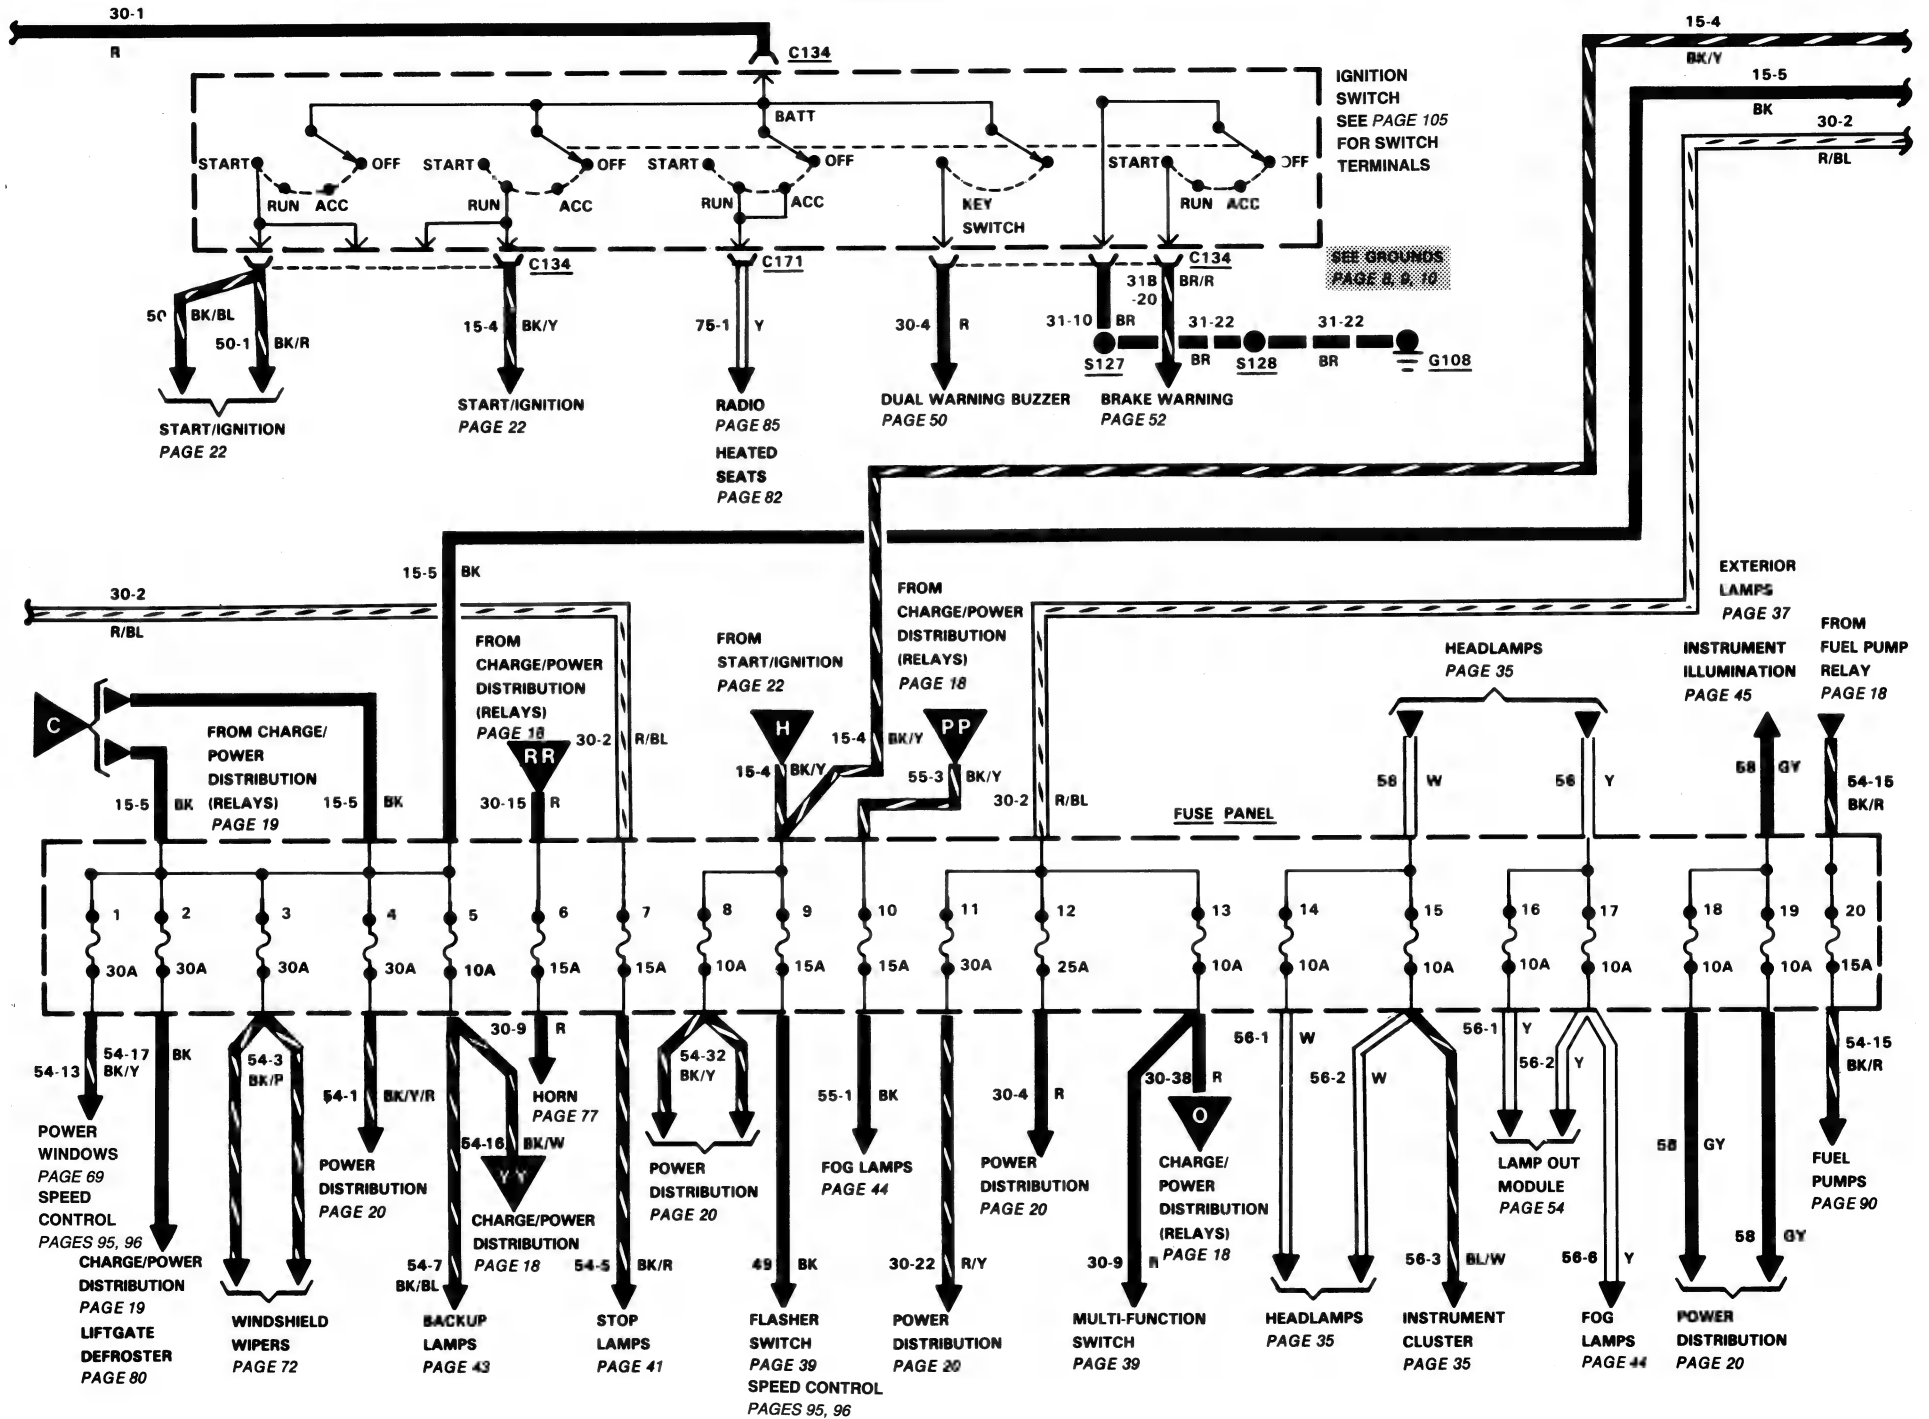 30-1
R
C134
15-4
BK/Y
15-5
BK
30-2
R/BL
IGNITION
SWITCH
SEE PAGE 105
FOR SWITCH
TERMINALS
BATT
START
OFF
RUN
ACC
START
OFF
RUN
ACC
START
OFF
RUN
ACC
KEY
SWITCH
START
OFF
RUN
ACC
SEE GROUNDS
PAGE 8, 9, 10
C134
C171
C134
50
BK/BL
50-1
BK/R
15-4
BK/Y
75-1
Y
30-4
R
31-10
BR
31B
-20
BR/R
31-22
BR
31-22
BR
S127
S128
G108
START/IGNITION
PAGE 22
START/IGNITION
PAGE 22
RADIO
PAGE 85
HEATED
SEATS
PAGE 82
DUAL WARNING BUZZER
PAGE 50
BRAKE WARNING
PAGE 52
15-5
BK
30-2
R/BL
C
FROM CHARGE/
POWER
DISTRIBUTION
(RELAYS)
PAGE 19
15-5
BK
15-5
BK
FROM
CHARGE/POWER
DISTRIBUTION
(RELAYS)
PAGE 18
RR
30-15
R
30-2
R/BL
FROM
START/IGNITION
PAGE 22
H
15-4
BK/Y
15-4
BK/Y
FROM
CHARGE/POWER
DISTRIBUTION
(RELAYS)
PAGE 18
PP
55-3
BK/Y
30-2
R/BL
FUSE PANEL
HEADLAMPS
PAGE 35
58
W
56
Y
EXTERIOR
LAMPS
PAGE 37
INSTRUMENT
ILLUMINATION
PAGE 45
58
GY
FROM
FUEL PUMP
RELAY
PAGE 18
54-15
BK/R
1
30A
2
30A
3
30A
4
30A
5
10A
6
15A
7
15A
8
10A
9
15A
10
15A
11
30A
12
25A
13
10A
14
10A
15
10A
16
10A
17
10A
18
10A
19
10A
20
15A
54-13
54-17
BK/Y
BK
54-3
54-1
BK/Y/R
30-9
R
54-16
BK/W
YY
54-7
BK/BL
54-5
BK/R
54-32
BK/Y
49
BK
55-1
BK
30-22
R/Y
30-4
R
30-38
R
O
30-9
R
56-1
W
56-2
W
56-3
BL/W
56-1
Y
56-2
Y
56-6
Y
58
GY
58
GY
54-15
BK/R
POWER
WINDOWS
PAGE 69
SPEED
CONTROL
PAGES 95, 96
CHARGE/POWER
DISTRIBUTION
PAGE 19
LIFTGATE
DEFROSTER
PAGE 80
WINDSHIELD
WIPERS
PAGE 72
POWER
DISTRIBUTION
PAGE 20
HORN
PAGE 77
CHARGE/POWER
DISTRIBUTION
PAGE 18
BACKUP
LAMPS
PAGE 43
STOP
LAMPS
PAGE 41
POWER
DISTRIBUTION
PAGE 20
FLASHER
SWITCH
PAGE 39
SPEED CONTROL
PAGES 95, 96
FOG LAMPS
PAGE 44
POWER
DISTRIBUTION
PAGE 20
POWER
DISTRIBUTION
PAGE 20
MULTI-FUNCTION
SWITCH
PAGE 39
CHARGE/
POWER
DISTRIBUTION
(RELAYS)
PAGE 18
HEADLAMPS
PAGE 35
INSTRUMENT
CLUSTER
PAGE 35
LAMP OUT
MODULE
PAGE 54
FOG
LAMPS
PAGE 44
POWER
DISTRIBUTION
PAGE 20
FUEL
PUMPS
PAGE 90